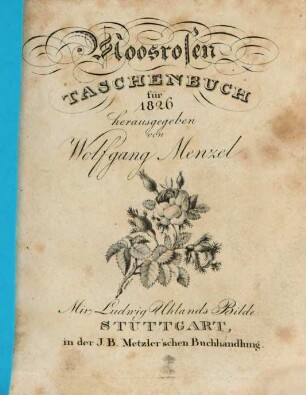 Moosrosen
TASCHENBUCH
für
1826
herausgegeben
von
Wolfgang Menzel
Mit Ludwig Uhlands Bilde
STUTTGART,
in der J. B. Metzler'schen Buchhandlung.